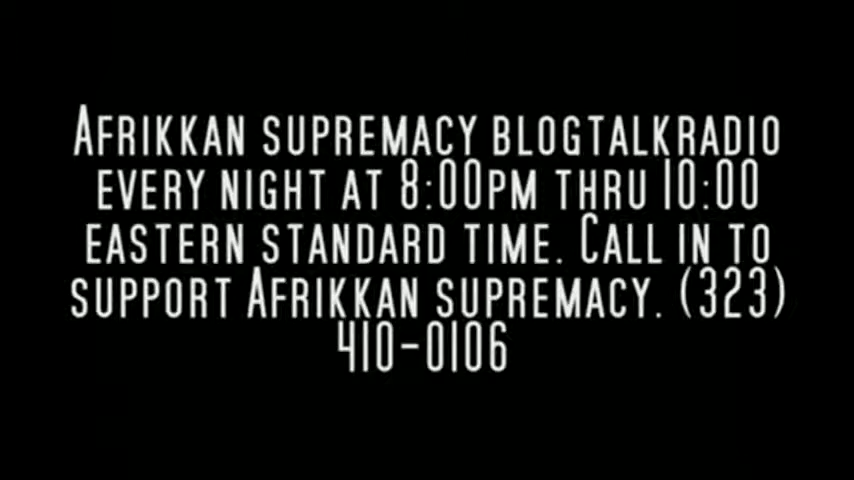 Afrikkan supremacy blogtalkradio
every night at 8:00pm thru 10:00
eastern standard time. Call in to
support Afrikkan supremacy. (323)
410-0106